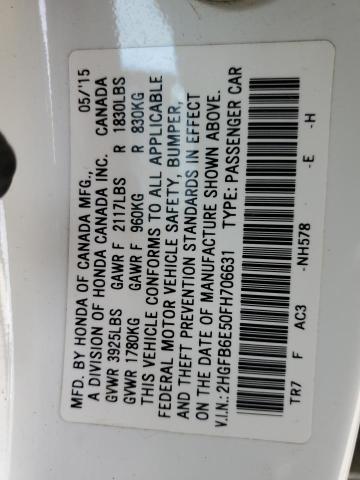 MFD. BY HONDA OF CANADA MFG., 05/'15
A DIVISION OF HONDA CANADA INC. CANADA
GVWR 3925LBS GAWR F 2117LBS R 1830LBS
GVWR 1780KG GAWR F 960KG R 830KG
THIS VEHICLE CONFORMS TO ALL APPLICABLE
FEDERAL MOTOR VEHICLE SAFETY, BUMPER,
AND THEFT PREVENTION STANDARDS IN EFFECT
ON THE DATE OF MANUFACTURE SHOWN ABOVE.
V.I.N.: 2HGFB6E50FH706631 TYPE: PASSENGER CAR
TR7 F AC3 -NH578 -E -H